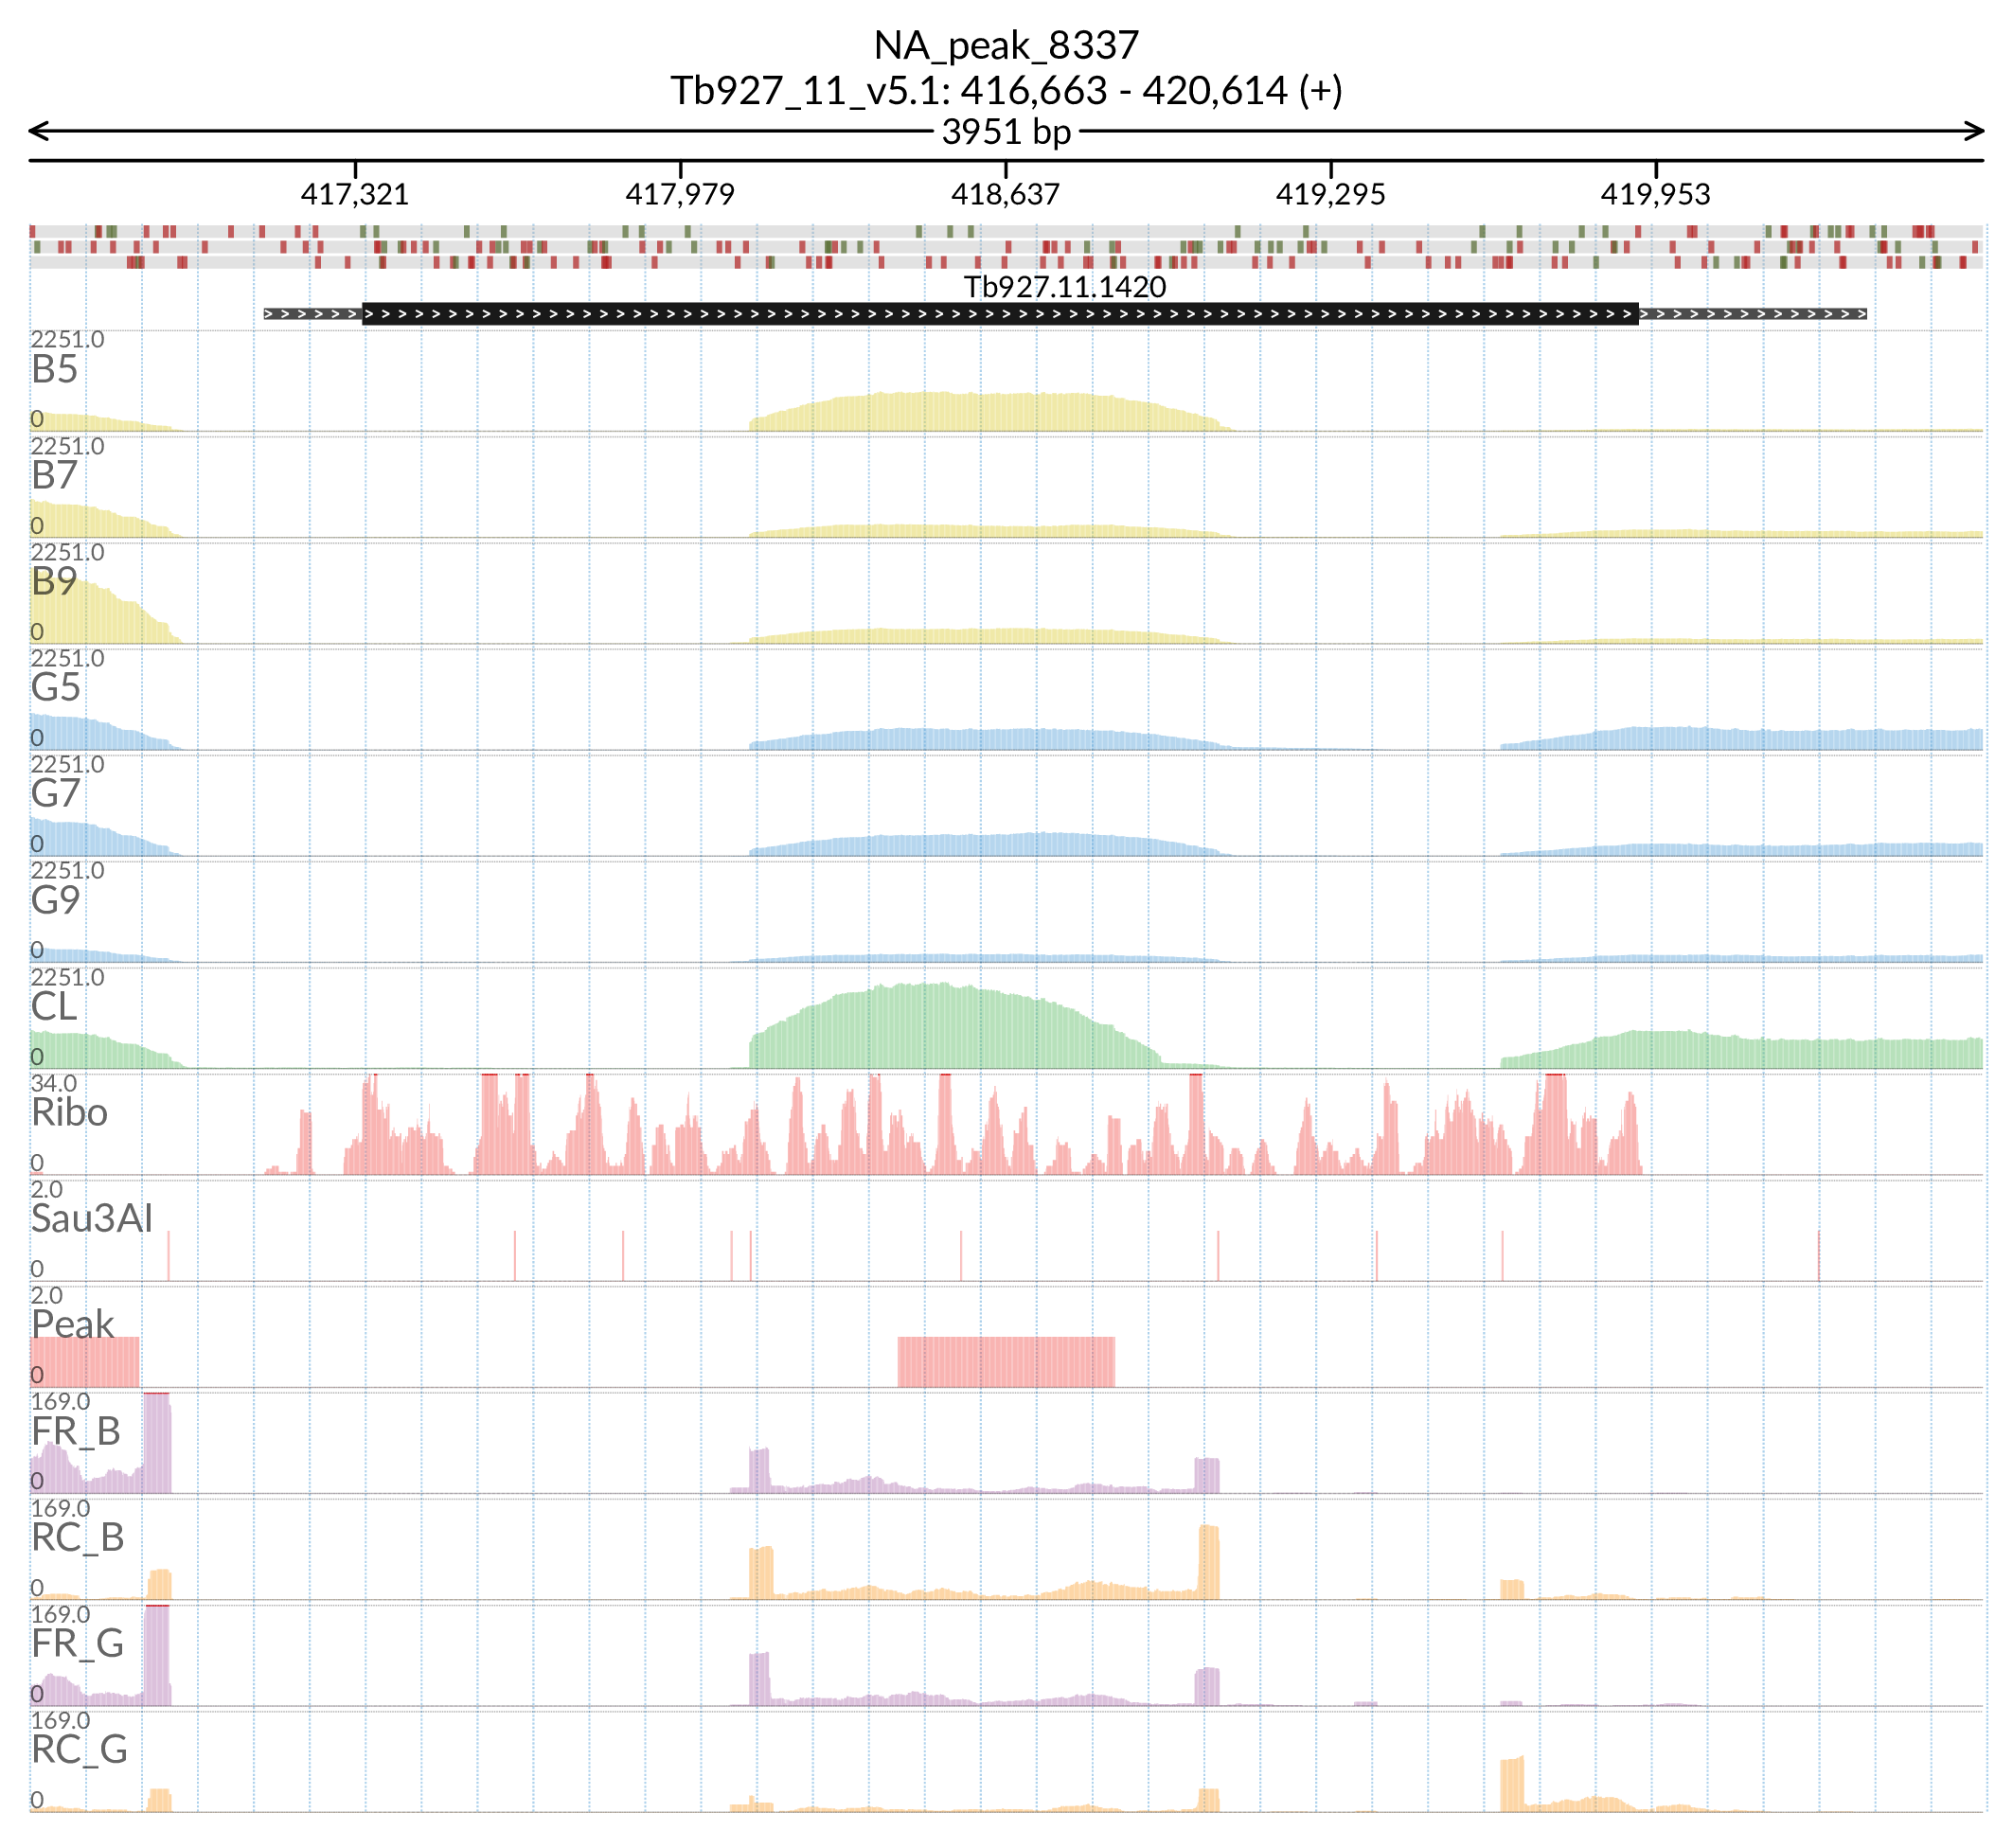 NA_peak_8337
Tb927_11_v5.1: 416,663 - 420,614 (+)
3951 bp
417,321 417,979 418,637 419,295 419,953
Tb927.11.1420
2251.0
B5
0
2251.0
B7
0
2251.0
B9
0
2251.0
G5
0
2251.0
G7
0
2251.0
G9
0
2251.0
CL
0
34.0
Ribo
0
2.0
Sau3AI
0
2.0
Peak
0
169.0
FR_B
0
169.0
RC_B
0
169.0
FR_G
0
169.0
RC_G
0